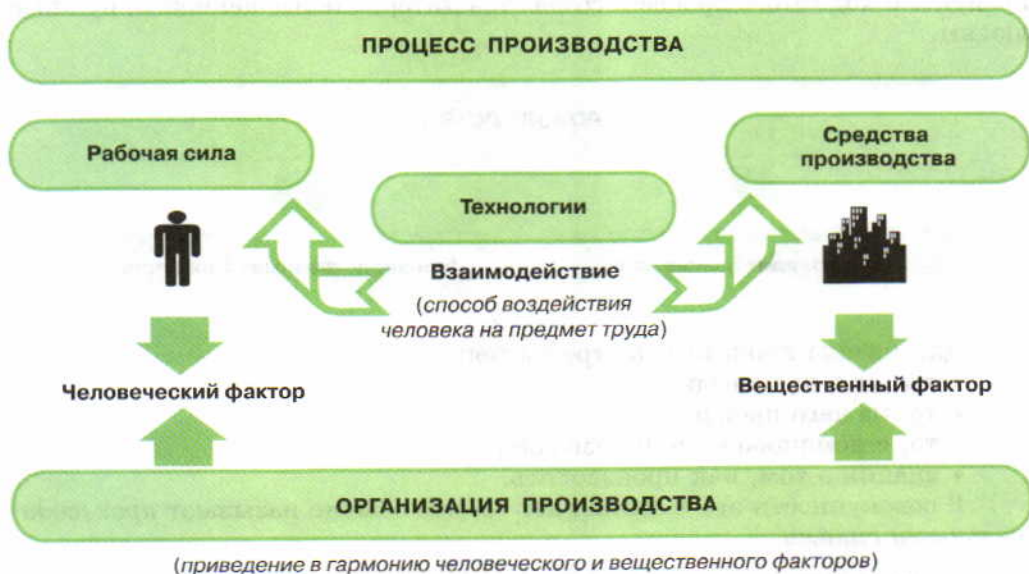 ПРОЦЕСС ПРОИЗВОДСТВА
Рабочая сила
Средства
производства
Технологии
Взаимодействие
(способ воздействия
человека на предмет труда)
Человеческий фактор
Вещественный фактор
ОРГАНИЗАЦИЯ ПРОИЗВОДСТВА
(приведение в гармонию человеческого и вещественного факторов)